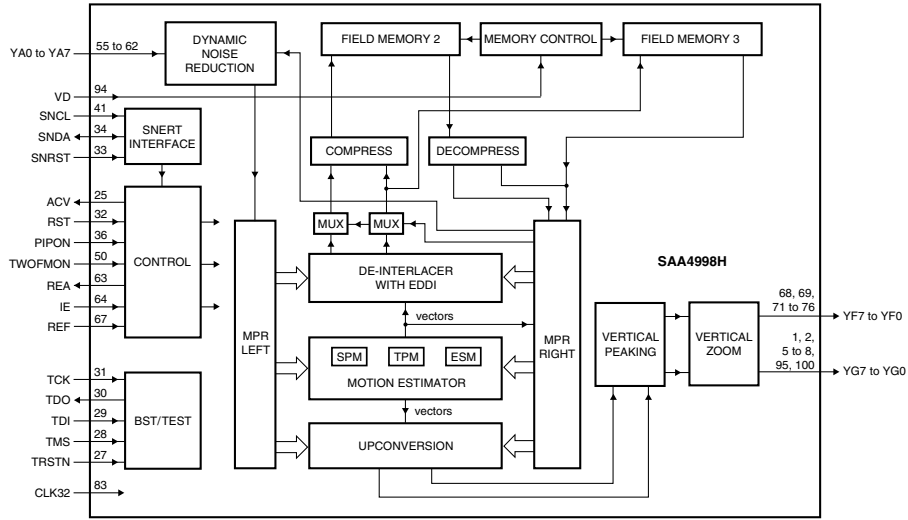 YA0 to YA7
55 to 62
DYNAMIC
NOISE
REDUCTION
FIELD MEMORY 2
MEMORY CONTROL
FIELD MEMORY 3
VD
94
SNCL
41
SNDA
34
SNRST
33
SNERT
INTERFACE
COMPRESS
DECOMPRESS
ACV
25
RST
32
PIPON
36
TWOFMON
50
REA
63
IE
64
REF
67
CONTROL
MUX
MUX
DE-INTERLACER
WITH EDDI
SAA4998H
vectors
MPR
LEFT
MPR
RIGHT
SPM
TPM
ESM
MOTION ESTIMATOR
vectors
UPCONVERSION
VERTICAL
PEAKING
VERTICAL
ZOOM
68, 69,
71 to 76
YF7 to YF0
1, 2,
5 to 8,
95, 100
YG7 to YG0
TCK
31
TDO
30
TDI
29
TMS
28
TRSTN
27
BST/TEST
CLK32
83